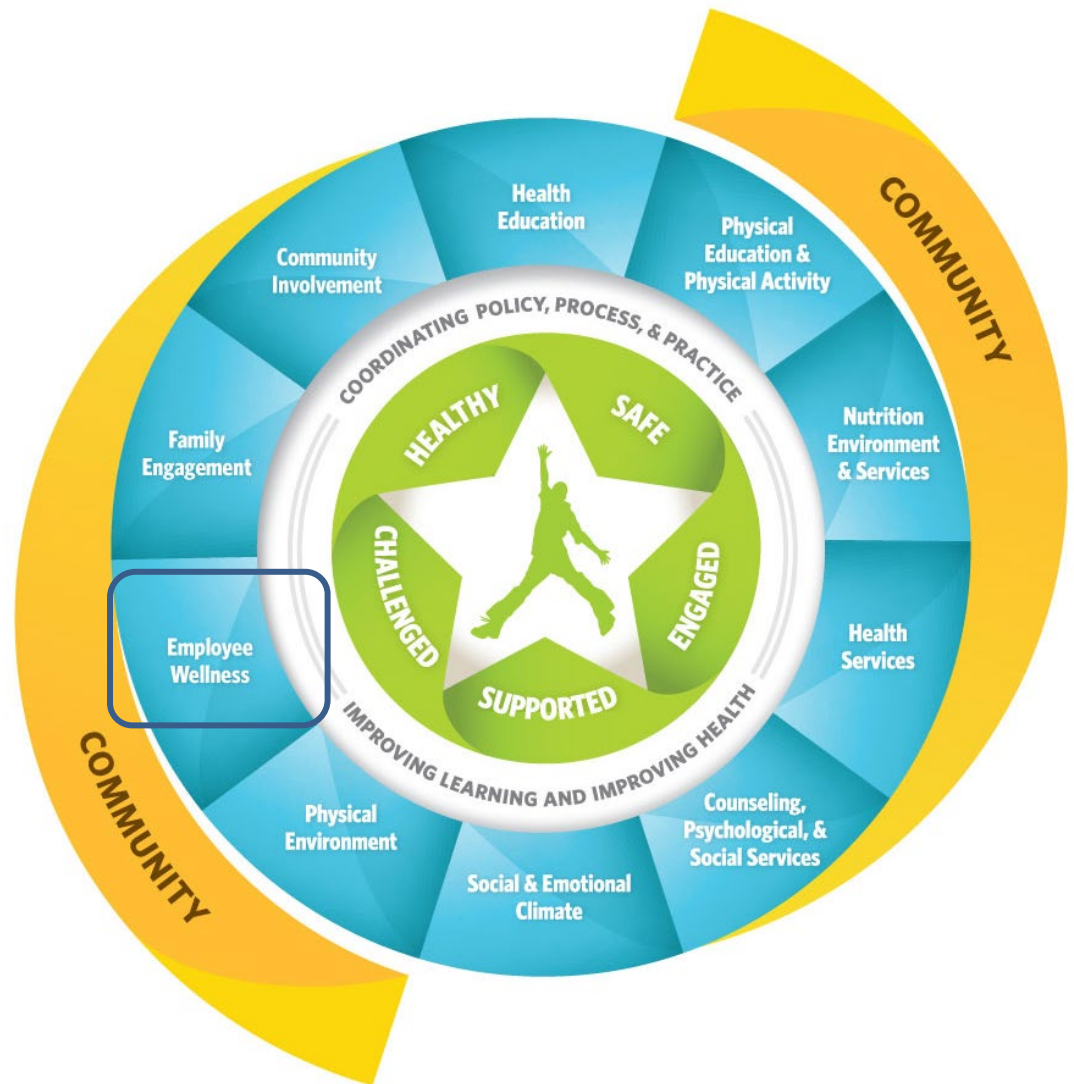 COMMUNITY
Health
Education
Physical
Education &
Physical Activity
Nutrition
Environment
& Services
Health
Services
Counseling,
Psychological, &
Social Services
Social & Emotional
Climate
Physical
Environment
Employee
Wellness
Family
Engagement
Community
Involvement
COORDINATING POLICY, PROCESS, & PRACTICE
IMPROVING LEARNING AND IMPROVING HEALTH
HEALTHY
SAFE
ENGAGED
SUPPORTED
CHALLENGED
COMMUNITY